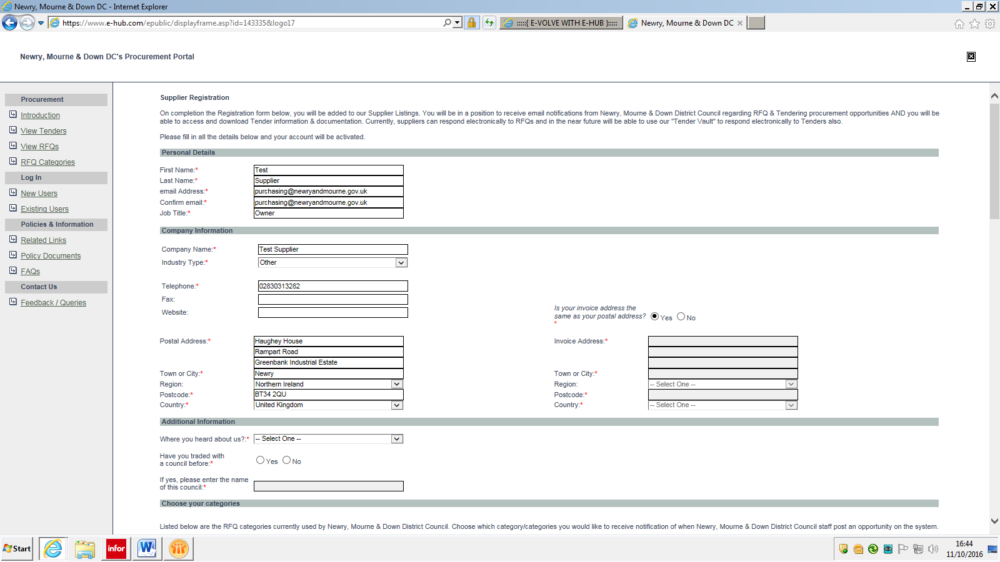 Newry, Mourne & Down DC - Internet Explorer
https://www.e-hub.com/epublic/displayframe.asp?id=143335&logo17
:::::{ E-VOLVE WITH E-HUB }:::::
Newry, Mourne & Down DC
Newry, Mourne & Down DC's Procurement Portal
Procurement
Introduction
View Tenders
View RFQs
RFQ Categories
Log In
New Users
Existing Users
Policies & Information
Related Links
Policy Documents
FAQs
Contact Us
Feedback / Queries
Supplier Registration
On completion the Registration form below, you will be added to our Supplier Listings. You will be in a position to receive email notifications from Newry, Mourne & Down District Council regarding RFQ & Tendering procurement opportunities AND you will be
able to access and download Tender information & documentation. Currently, suppliers can respond electronically to RFQs and in the near future will be able to use our "Tender Vault" to respond electronically to Tenders also.
Please fill in all the details below and your account will be activated.
Personal Details
First Name:* Test
Last Name:* Supplier
email Address:* purchasing@newryandmourne.gov.uk
Confirm email:* purchasing@newryandmourne.gov.uk
Job Title:* Owner
Company Information
Company Name:* Test Supplier
Industry Type:* Other
Telephone:* 02830313282
Fax:
Website:
Is your invoice address the
same as your postal address? Yes No
*
Postal Address:* Haughey House
Rampart Road
Greenbank Industrial Estate
Town or City:* Newry
Region: Northern Ireland
Postcode:* BT34 2QU
Country:* United Kingdom
Invoice Address:*
Town or City:*
Region: -- Select One --
Postcode:*
Country:* -- Select One --
Additional Information
Where you heard about us?:* -- Select One --
Have you traded with
a council before:* Yes No
If yes, please enter the name
of this council:*
Choose your categories
Listed below are the RFQ categories currently used by Newry, Mourne & Down District Council. Choose which category/categories you would like to receive notification of when Newry, Mourne & Down District Council staff post an opportunity on the system.
Start
infor
W
16:44
11/10/2016